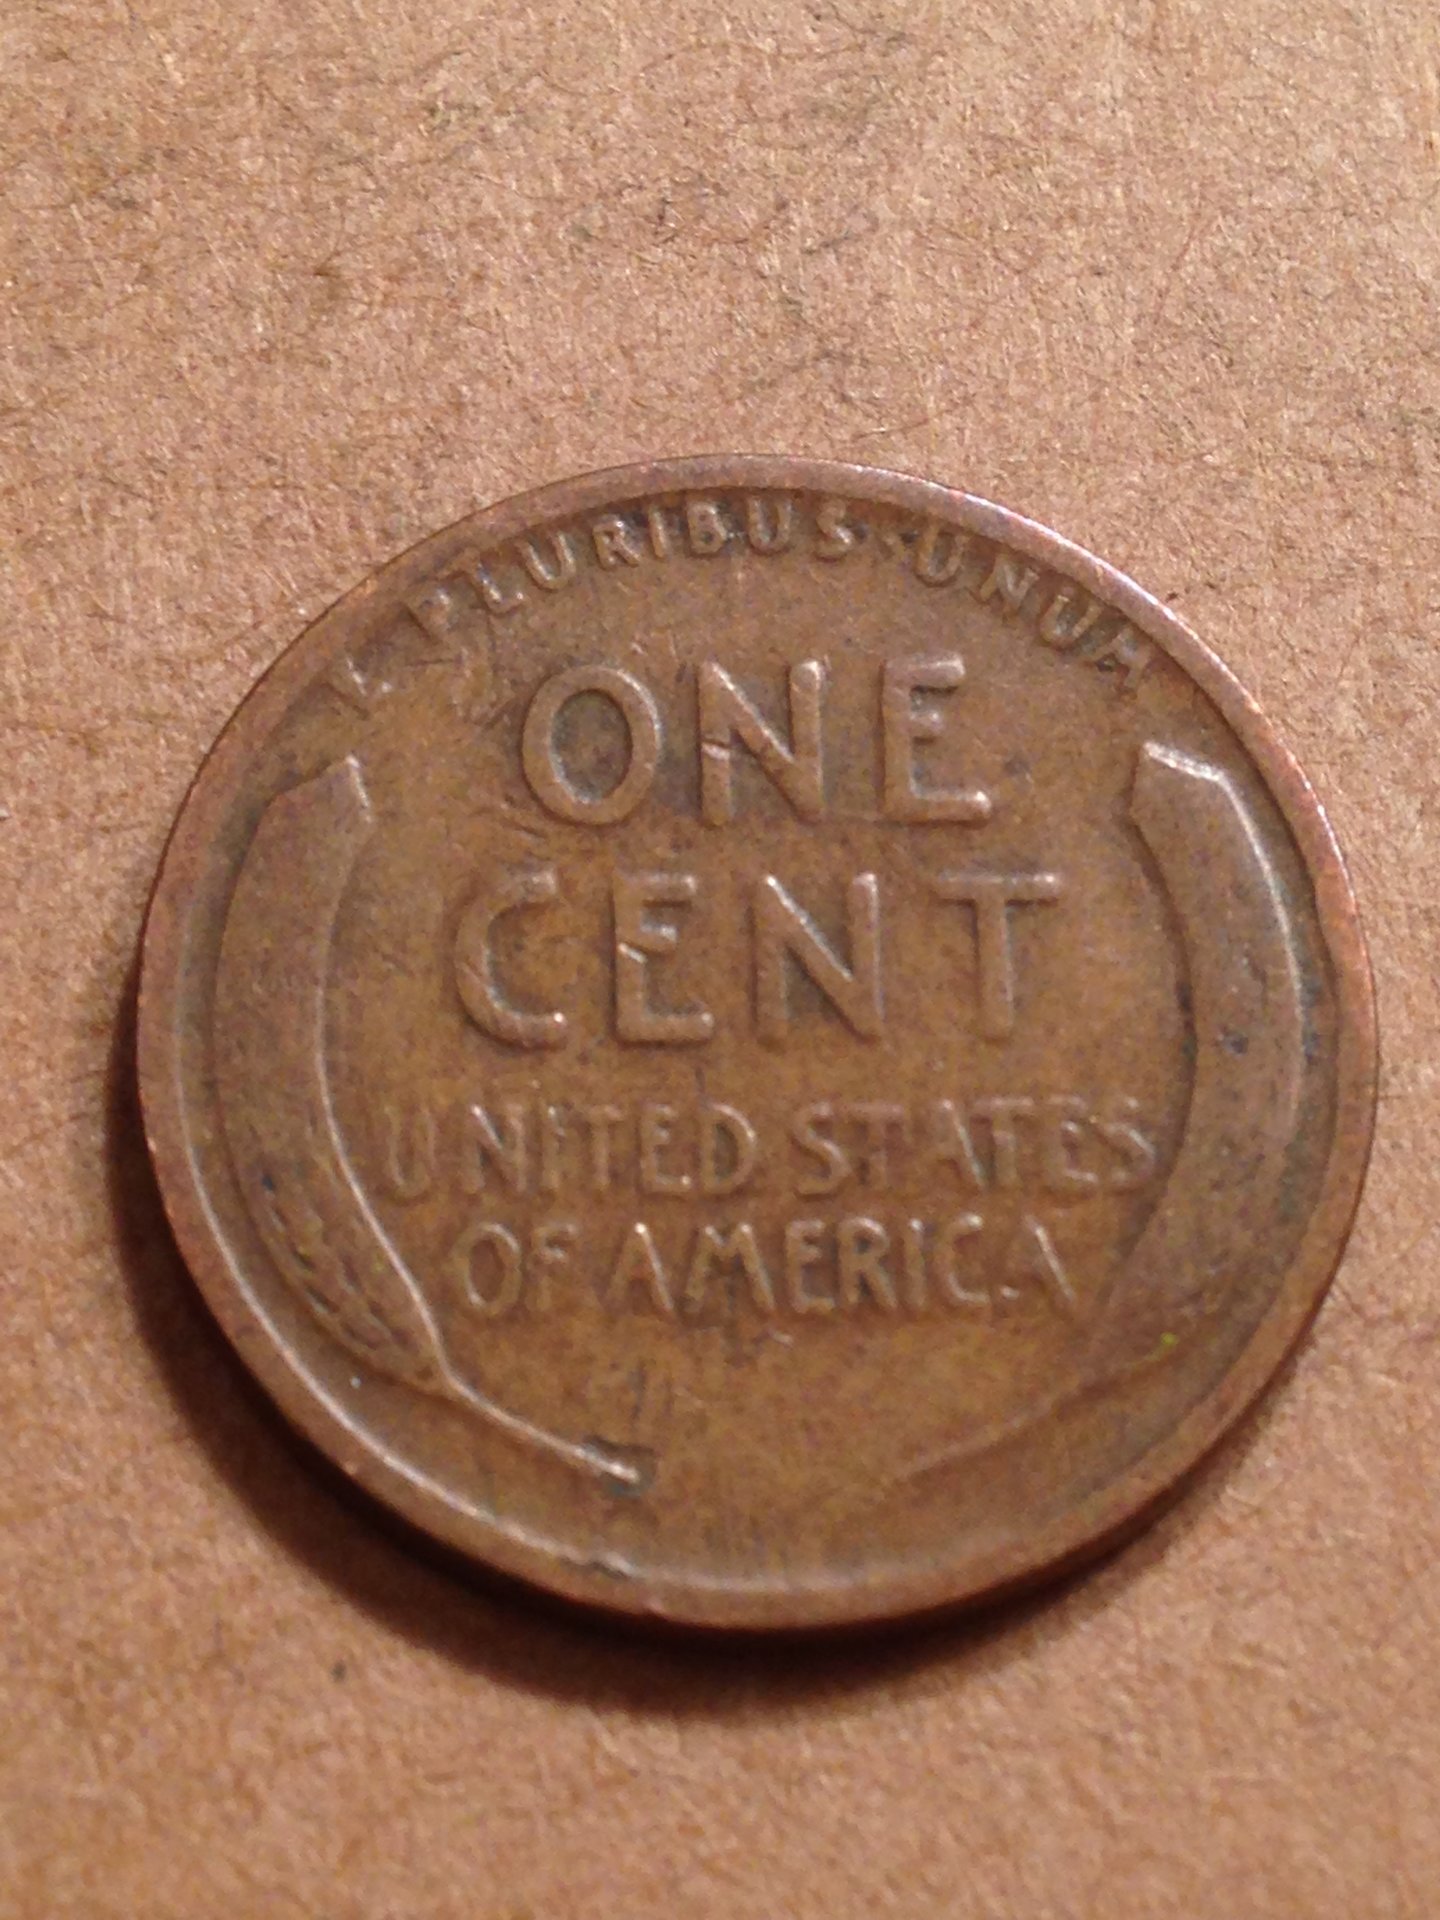 E PLURIBUS·UNUM
ONE
CENT
UNITED STATES
OF AMERICA